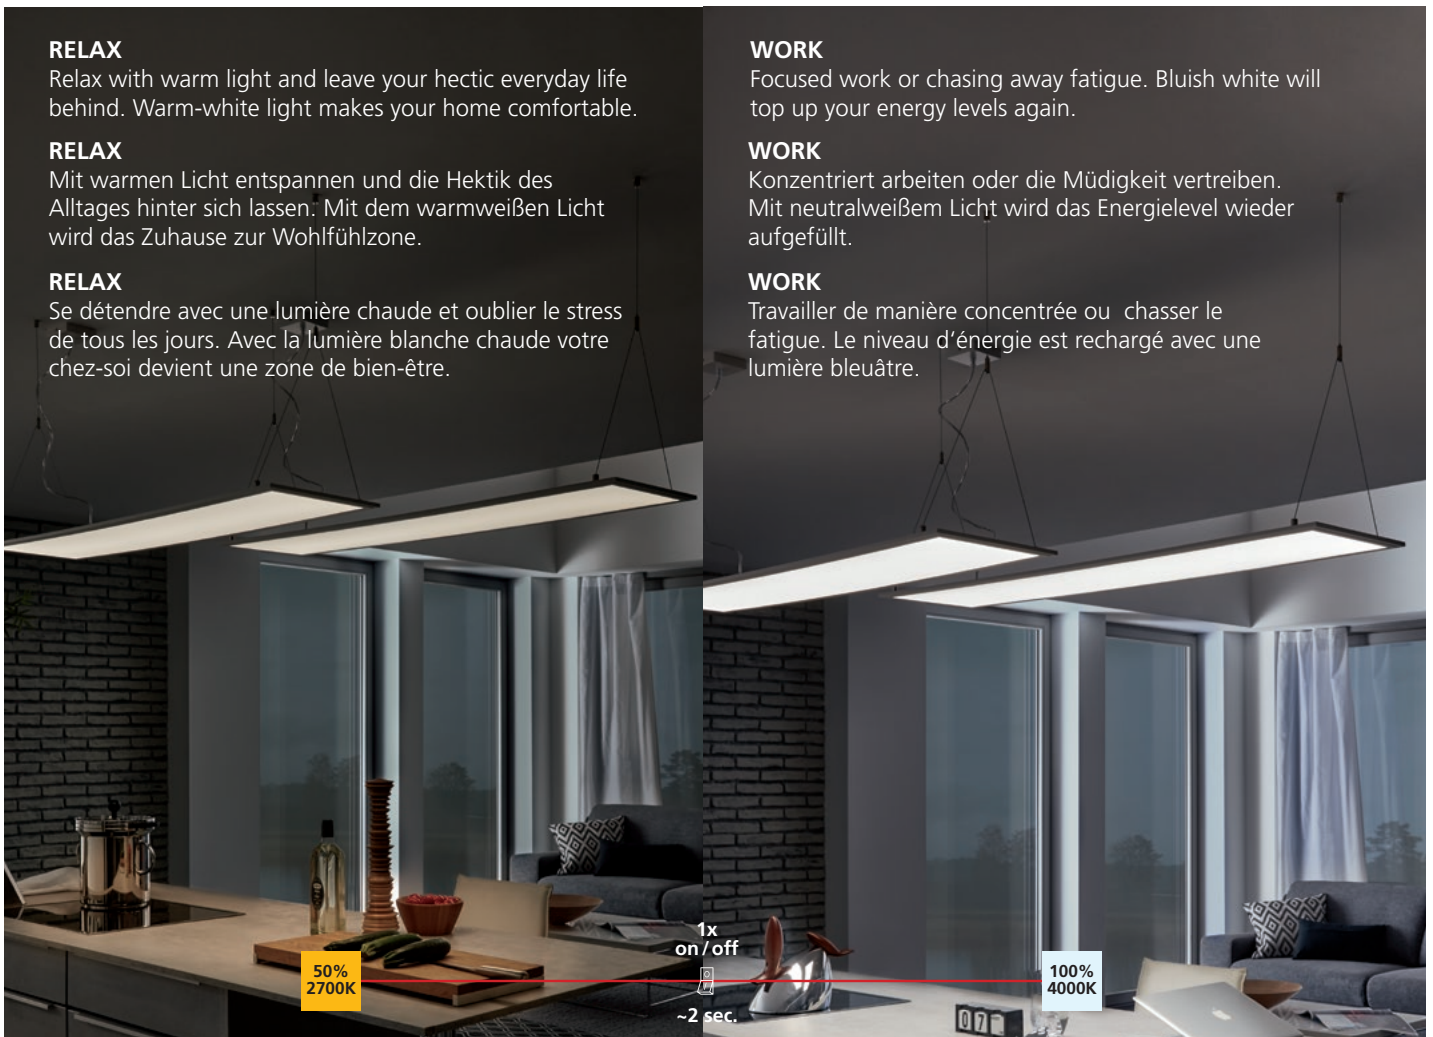 RELAX
Relax with warm light and leave your hectic everyday life
behind. Warm-white light makes your home comfortable.
RELAX
Mit warmen Licht entspannen und die Hektik des
Alltages hinter sich lassen. Mit dem warmweißen Licht
wird das Zuhause zur Wohlfühlzone.
RELAX
Se détendre avec une lumière chaude et oublier le stress
de tous les jours. Avec la lumière blanche chaude votre
chez-soi devient une zone de bien-être.
WORK
Focused work or chasing away fatigue. Bluish white will
top up your energy levels again.
WORK
Konzentriert arbeiten oder die Müdigkeit vertreiben.
Mit neutralweißem Licht wird das Energielevel wieder
aufgefüllt.
WORK
Travailler de manière concentrée ou  chasser le
fatigue. Le niveau d‘énergie est rechargé avec une
lumière bleuâtre.
50%
2700K
1x
on / off
~2 sec.
100%
4000K
07